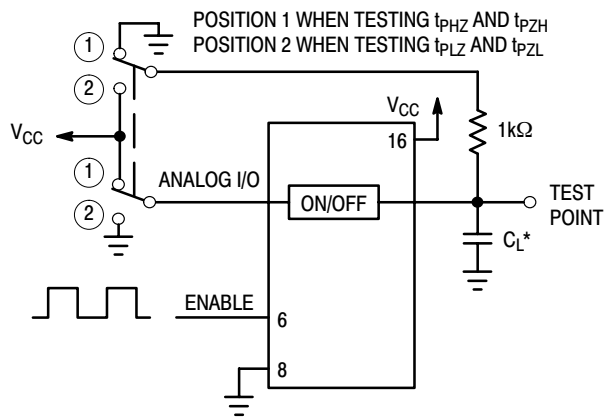 POSITION 1 WHEN TESTING tPHZ AND tPZH
POSITION 2 WHEN TESTING tPLZ AND tPZL
1
2
VCC
VCC
16
1kΩ
1
ANALOG I/O
ON/OFF
TEST
POINT
2
CL*
ENABLE
6
8